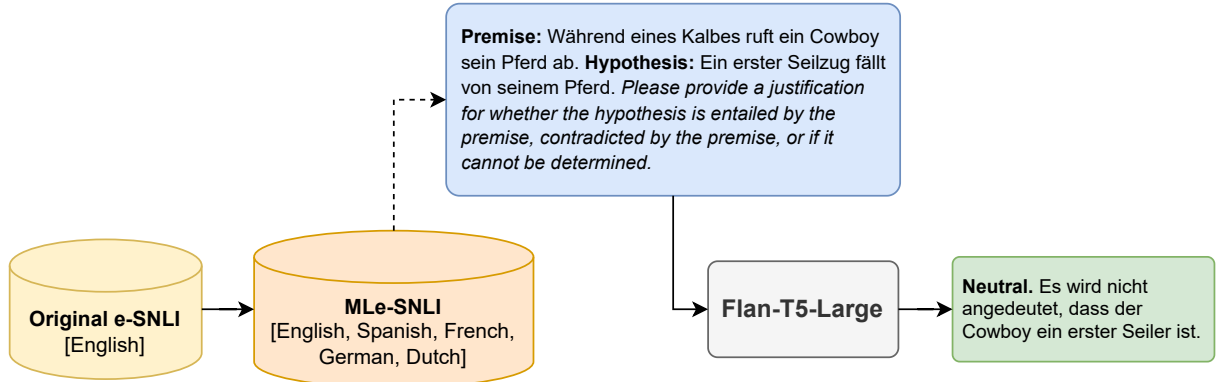 Premise: Während eines Kalbes ruft ein Cowboy
sein Pferd ab. Hypothesis: Ein erster Seilzug fällt
von seinem Pferd. Please provide a justification
for whether the hypothesis is entailed by the
premise, contradicted by the premise, or if it
cannot be determined.
Original e-SNLI
[English]
MLe-SNLI
[English, Spanish, French,
German, Dutch]
Flan-T5-Large
Neutral. Es wird nicht
angedeutet, dass der
Cowboy ein erster Seiler ist.